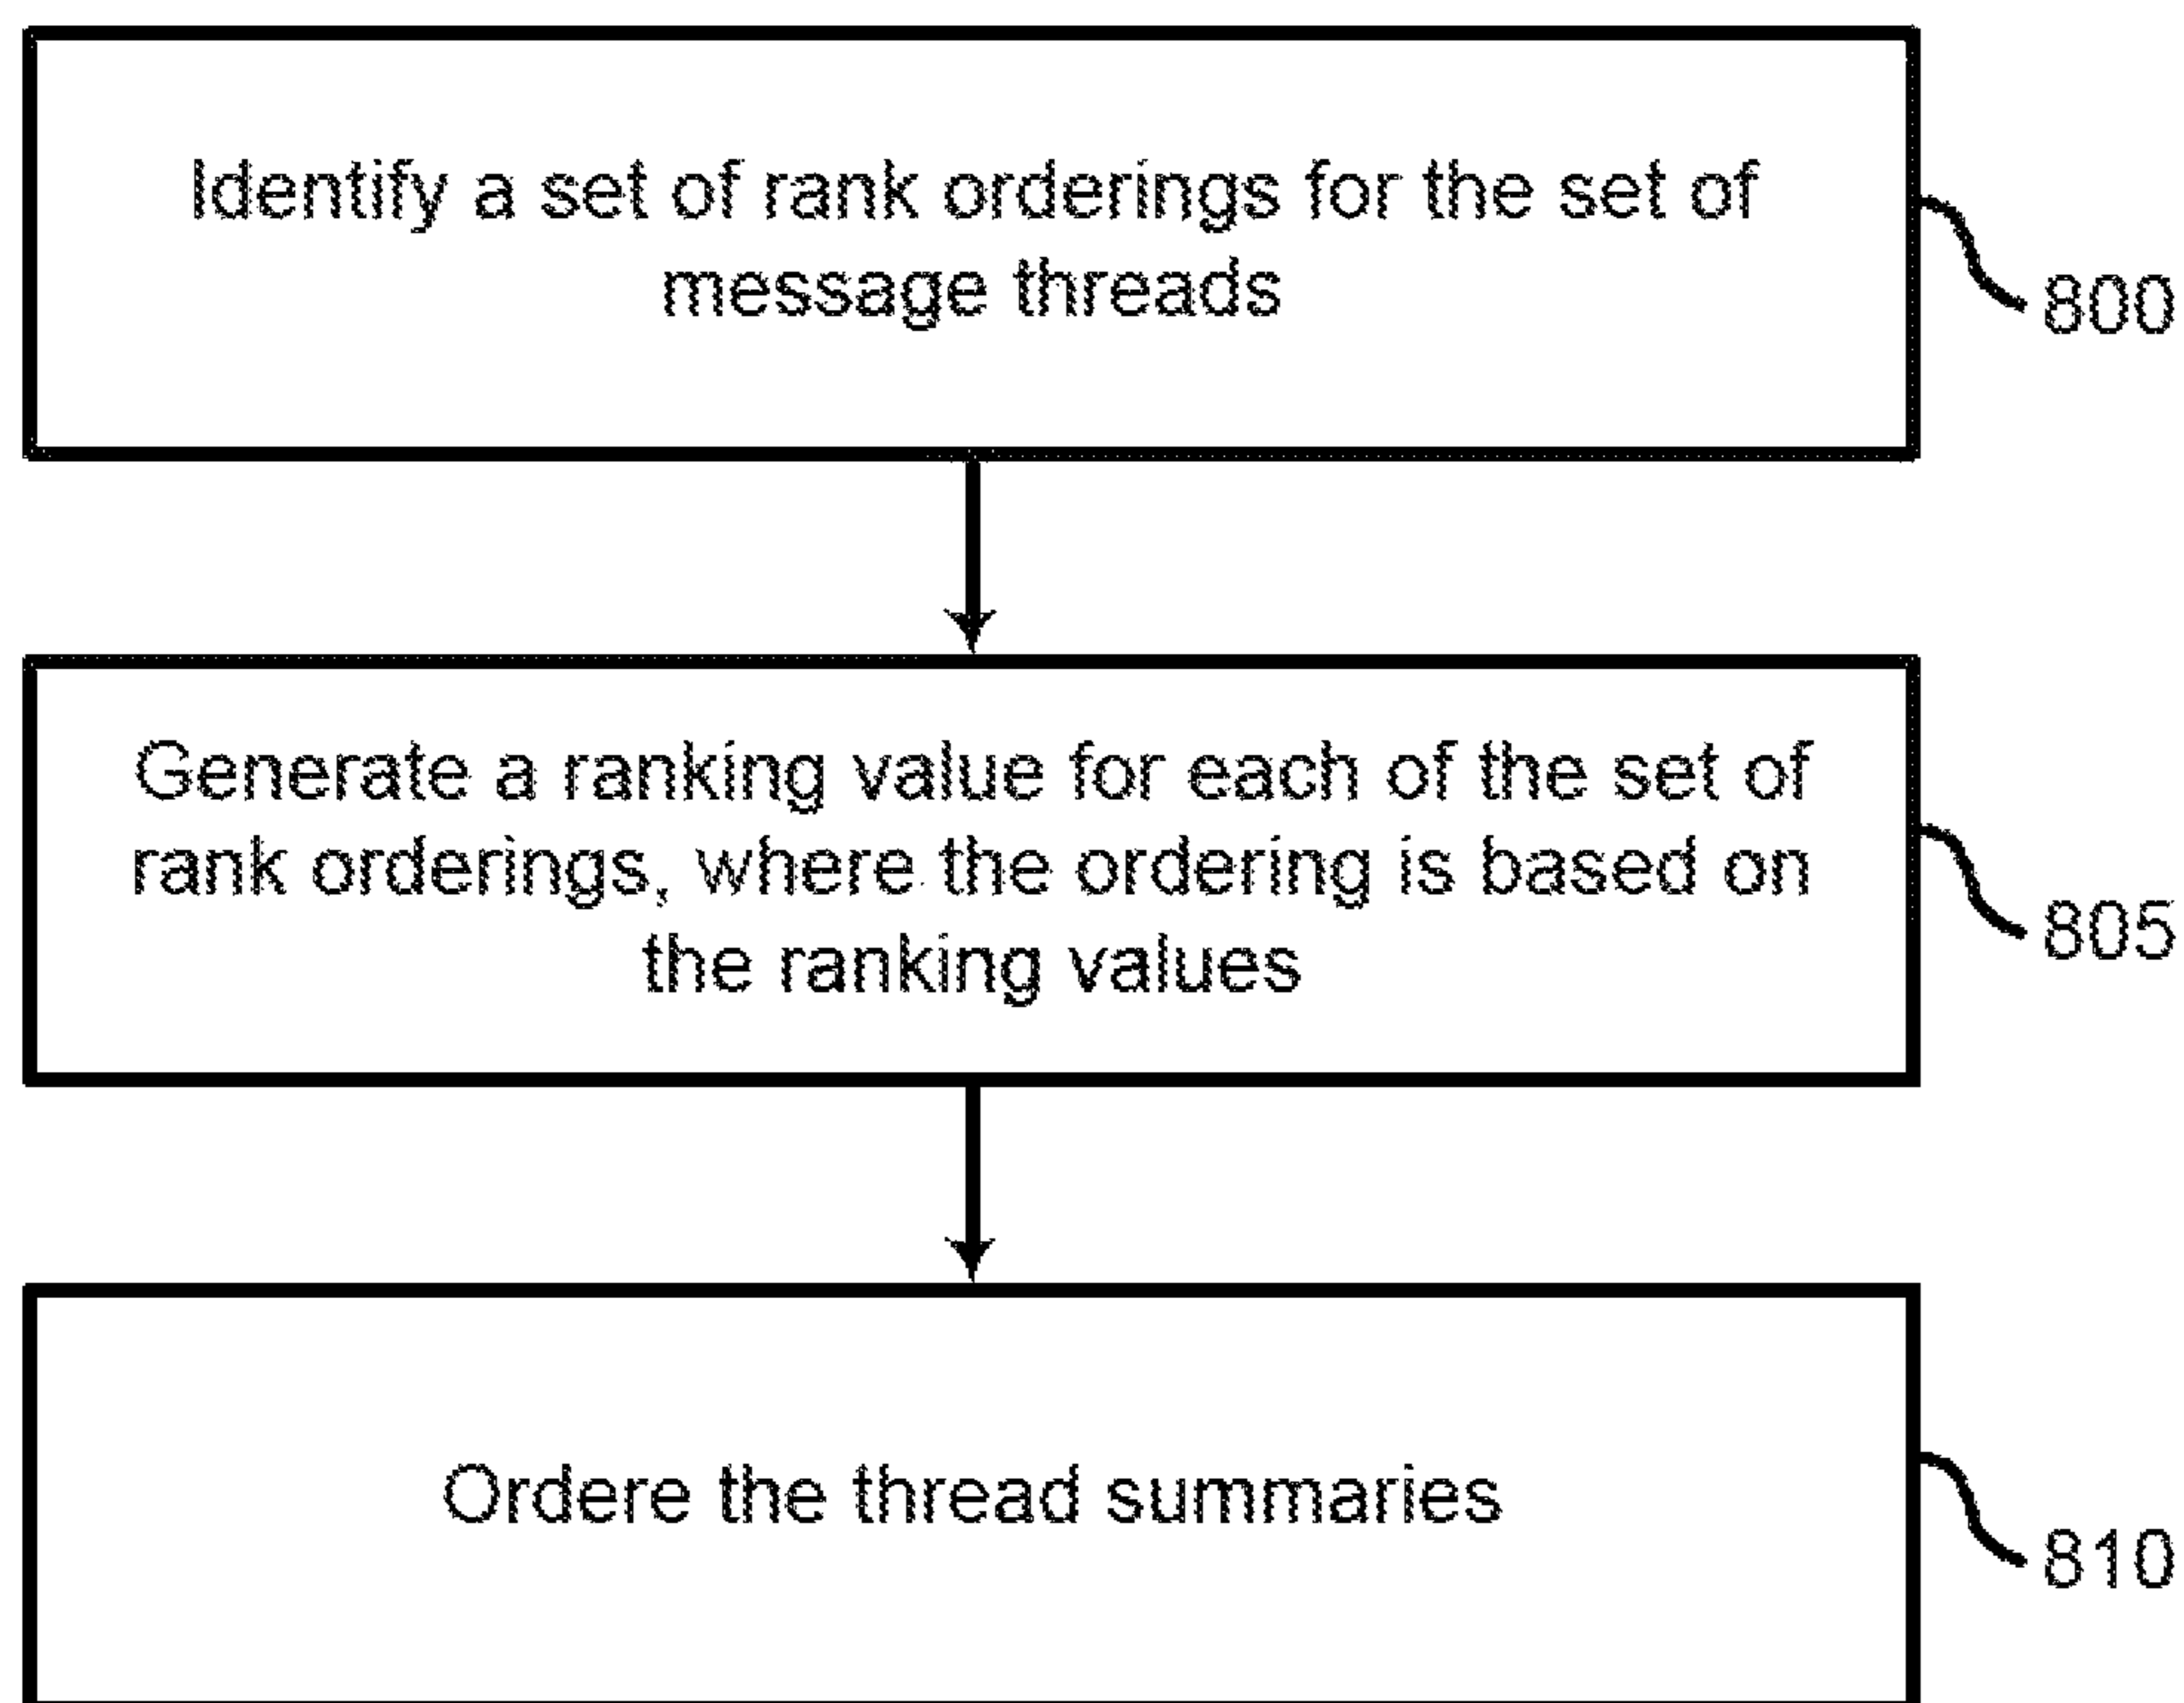 Identify a set of rank orderings for the set of
message threads
800
Generate a ranking value for each of the set of
rank orderings, where the ordering is based on
the ranking values
805
Ordere the thread summaries
810